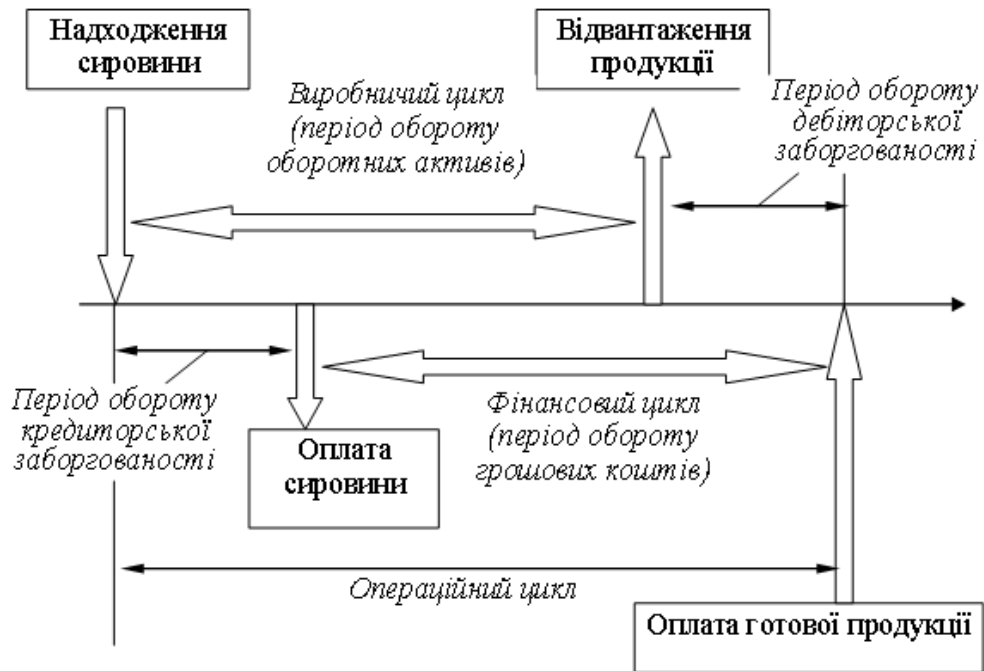 Надходження
сировини
Відвантаження
продукції
Виробничий цикл
(період обороту
оборотних активів)
Період обороту
дебіторської
заборгованості
Період обороту
кредиторської
заборгованості
Оплата
сировини
Фінансовий цикл
(період обороту
грошових коштів)
Операційний цикл
Оплата готової продукції